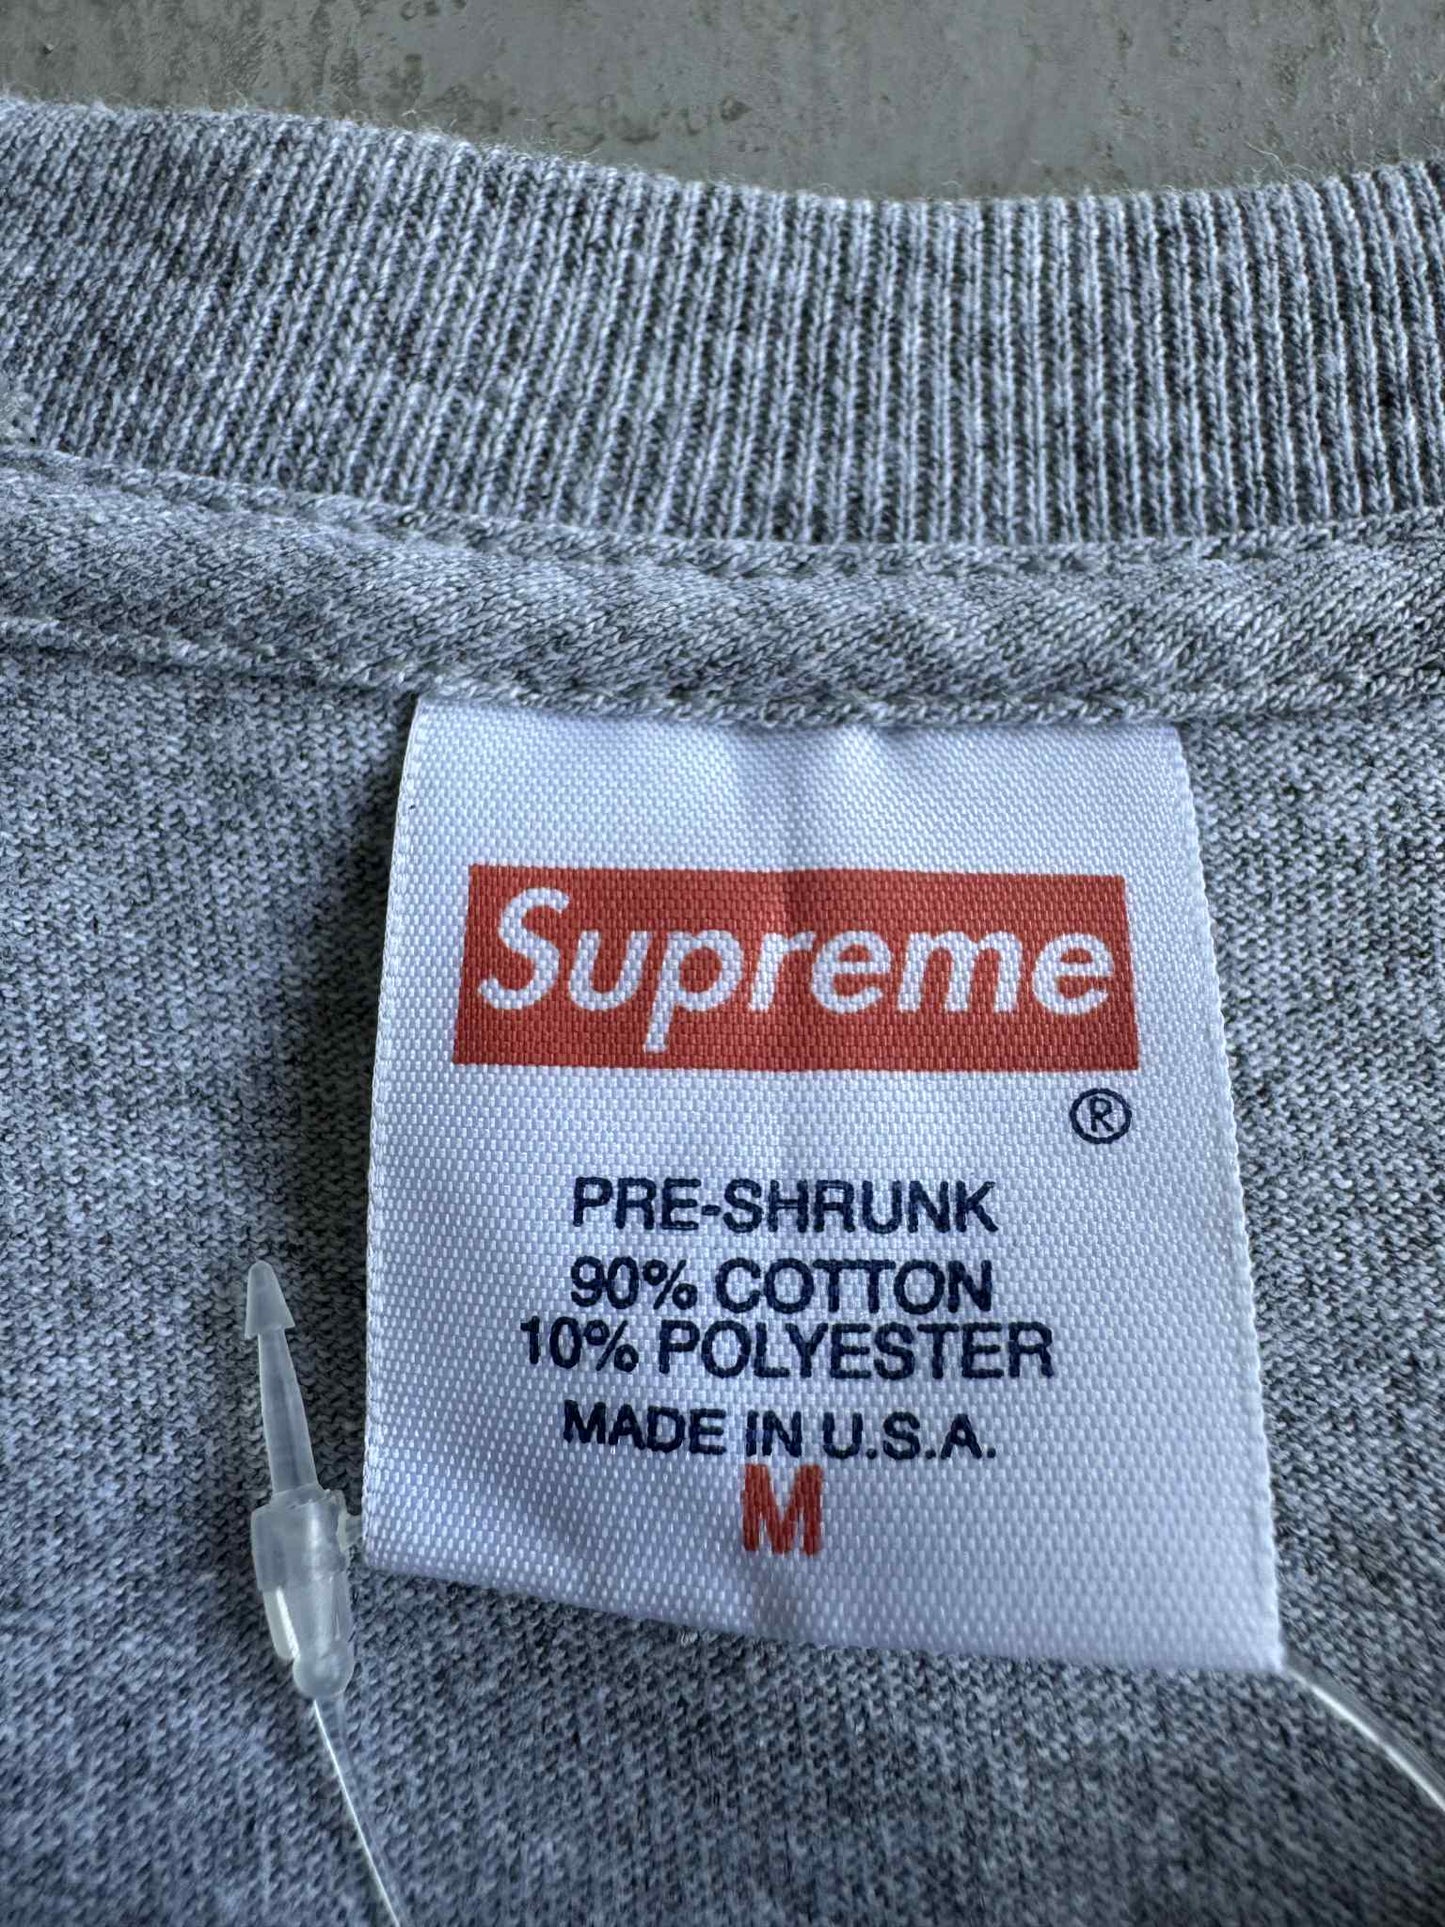 Supreme
®
PRE-SHRUNK
90% COTTON
10% POLYESTER
MADE IN U.S.A.
M